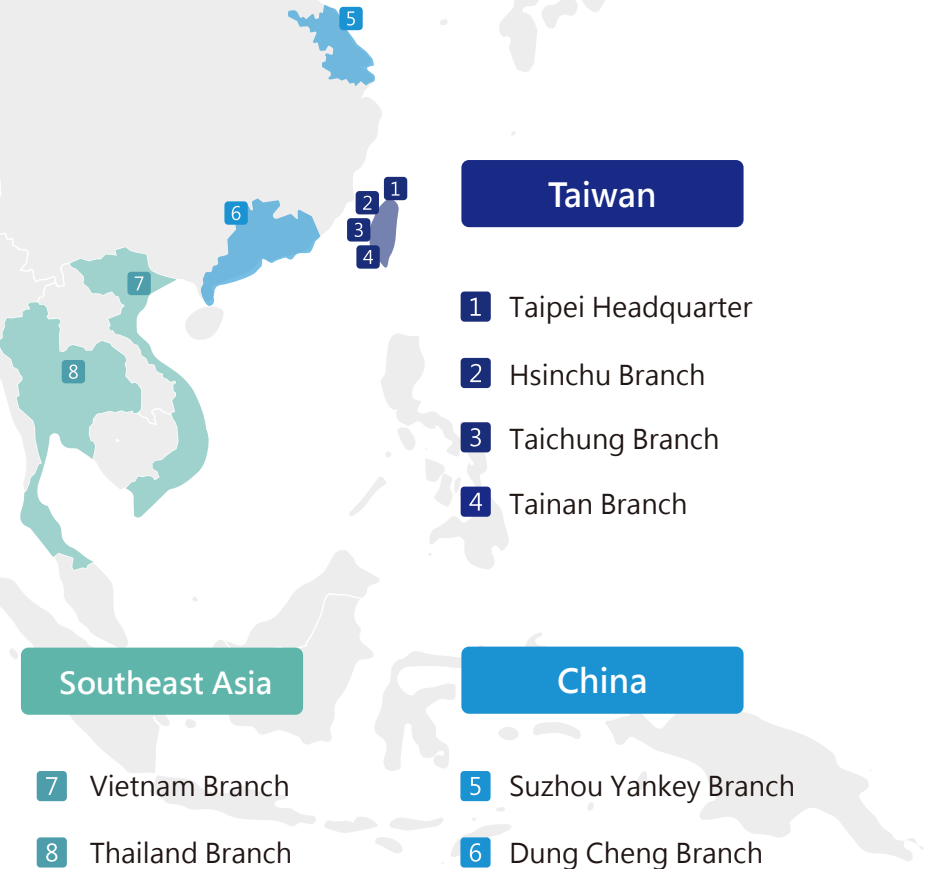 5
1
2
6
3
4
7
8
Taiwan
1 Taipei Headquarter
2 Hsinchu Branch
3 Taichung Branch
4 Tainan Branch
Southeast Asia
7 Vietnam Branch
8 Thailand Branch
China
5 Suzhou Yankey Branch
6 Dung Cheng Branch